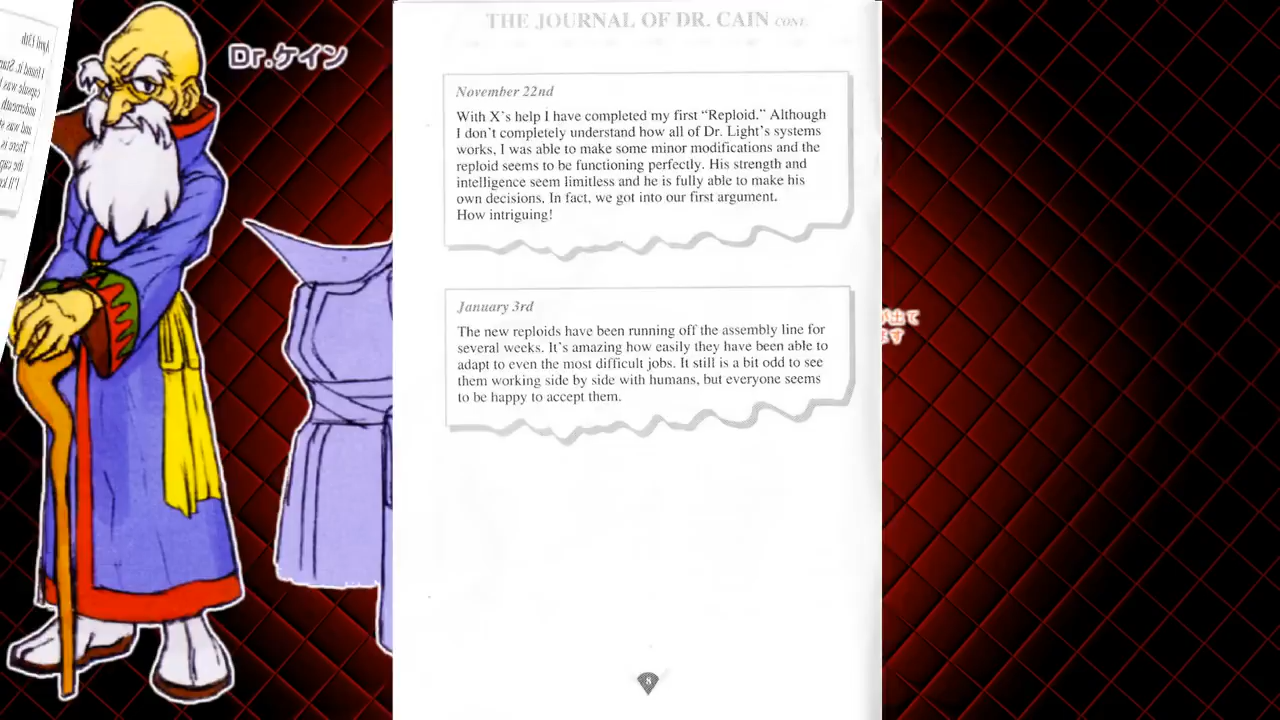 Dr.ケイン
THE JOURNAL OF DR. CAIN CONT.
November 22nd
With X's help I have completed my first “Reploid.” Although
I don't completely understand how all of Dr. Light's systems
works, I was able to make some minor modifications and the
reploid seems to be functioning perfectly. His strength and
intelligence seem limitless and he is fully able to make his
own decisions. In fact, we got into our first argument.
How intriguing!
January 3rd
The new reploids have been running off the assembly line for
several weeks. It's amazing how easily they have been able to
adapt to even the most difficult jobs. It still is a bit odd to see
them working side by side with humans, but everyone seems
to be happy to accept them.
8